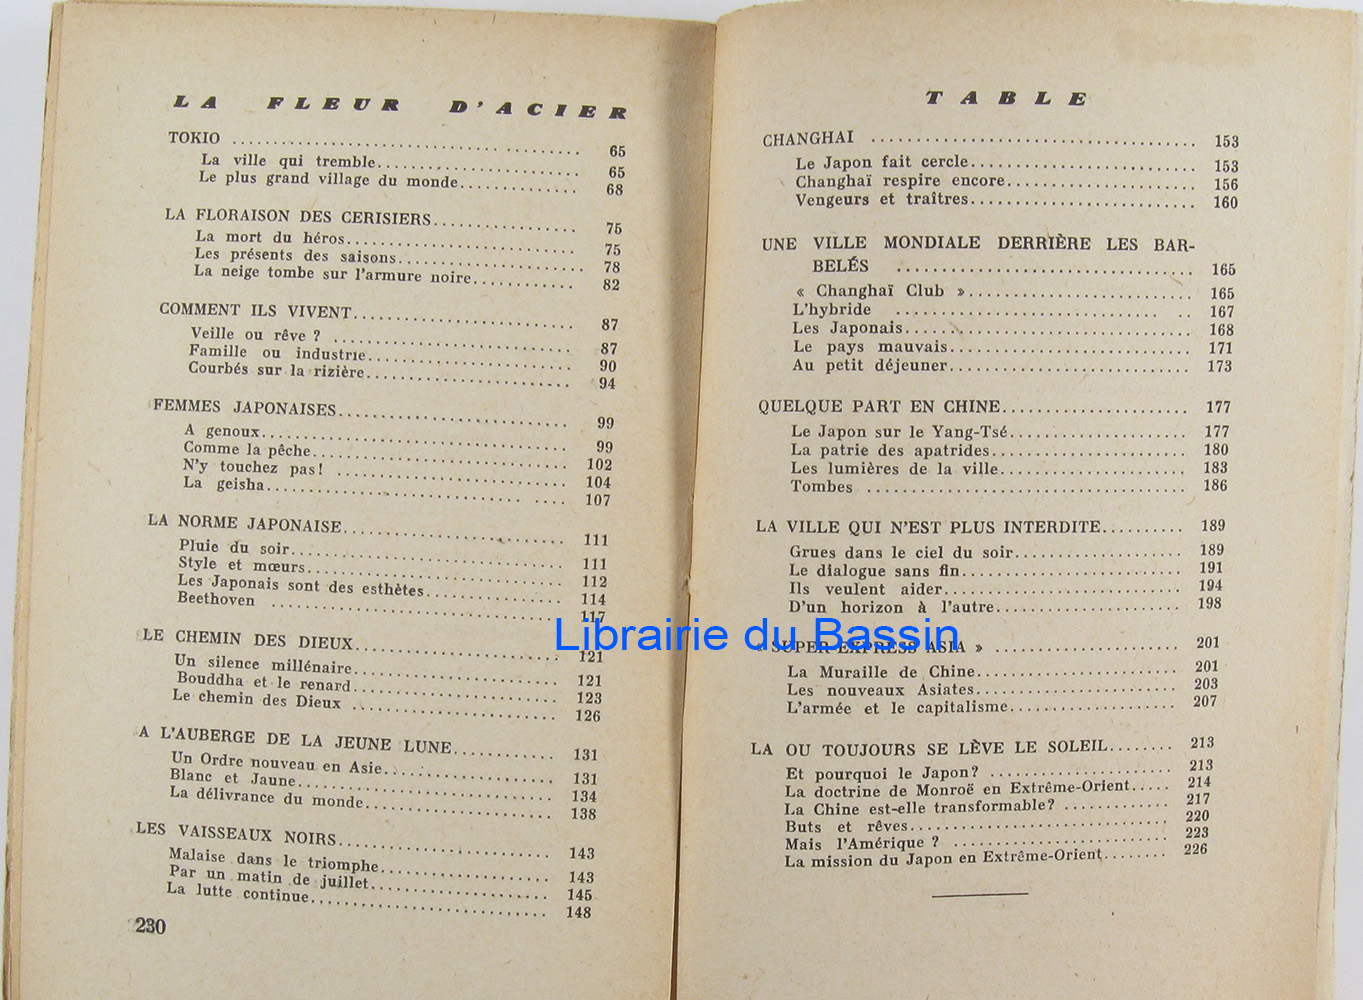 LA FLEUR D'ACIER
TOKIO ........ 65
La ville qui tremble........ 65
Le plus grand village du monde........ 68
LA FLORAISON DES CERISIERS........ 75
La mort du héros........ 75
Les présents des saisons........ 78
La neige tombe sur l'armure noire........ 82
COMMENT ILS VIVENT........ 87
Veille ou rêve ? ........ 87
Famille ou industrie........ 90
Courbés sur la rizière........ 94
FEMMES JAPONAISES........ 99
A genoux........ 99
Comme la pêche........ 102
N'y touchez pas! ........ 104
La geisha........ 107
LA NORME JAPONAISE........ 111
Pluie du soir........ 111
Style et mœurs........ 112
Les Japonais sont des esthètes........ 114
Beethoven ........ 117
LE CHEMIN DES DIEUX........ 121
Un silence millénaire........ 121
Bouddha et le renard........ 123
Le chemin des Dieux ........ 126
A L'AUBERGE DE LA JEUNE LUNE........ 131
Un Ordre nouveau en Asie........ 131
Blanc et Jaune........ 134
La délivrance du monde........ 138
LES VAISSEAUX NOIRS........ 143
Malaise dans le triomphe........ 143
Par un matin de juillet........ 145
La lutte continue........ 148
230
TABLE
CHANGHAI ........ 153
Le Japon fait cercle........ 153
Changhaï respire encore........ 156
Vengeurs et traîtres........ 160
UNE VILLE MONDIALE DERRIÈRE LES BAR-
BELÉS ........ 165
« Changhaï Club »........ 165
L'hybride ........ 167
Les Japonais........ 168
Le pays mauvais........ 171
Au petit déjeuner........ 173
QUELQUE PART EN CHINE........ 177
Le Japon sur le Yang-Tsé........ 177
La patrie des apatrides........ 180
Les lumières de la ville........ 183
Tombes ........ 186
LA VILLE QUI N'EST PLUS INTERDITE........ 189
Grues dans le ciel du soir........ 189
Le dialogue sans fin........ 191
Ils veulent aider........ 194
D'un horizon à l'autre........ 198
Librairie du Bassin
« SUPER EXPRESS ASIA » ........ 201
La Muraille de Chine........ 201
Les nouveaux Asiates........ 203
L'armée et le capitalisme........ 207
LA OU TOUJOURS SE LÈVE LE SOLEIL........ 213
Et pourquoi le Japon? ........ 213
La doctrine de Monroë en Extrême-Orient..... 214
La Chine est-elle transformable? ........ 217
Buts et rêves........ 220
Mais l'Amérique ? ........ 223
La mission du Japon en Extrême-Orient........ 226